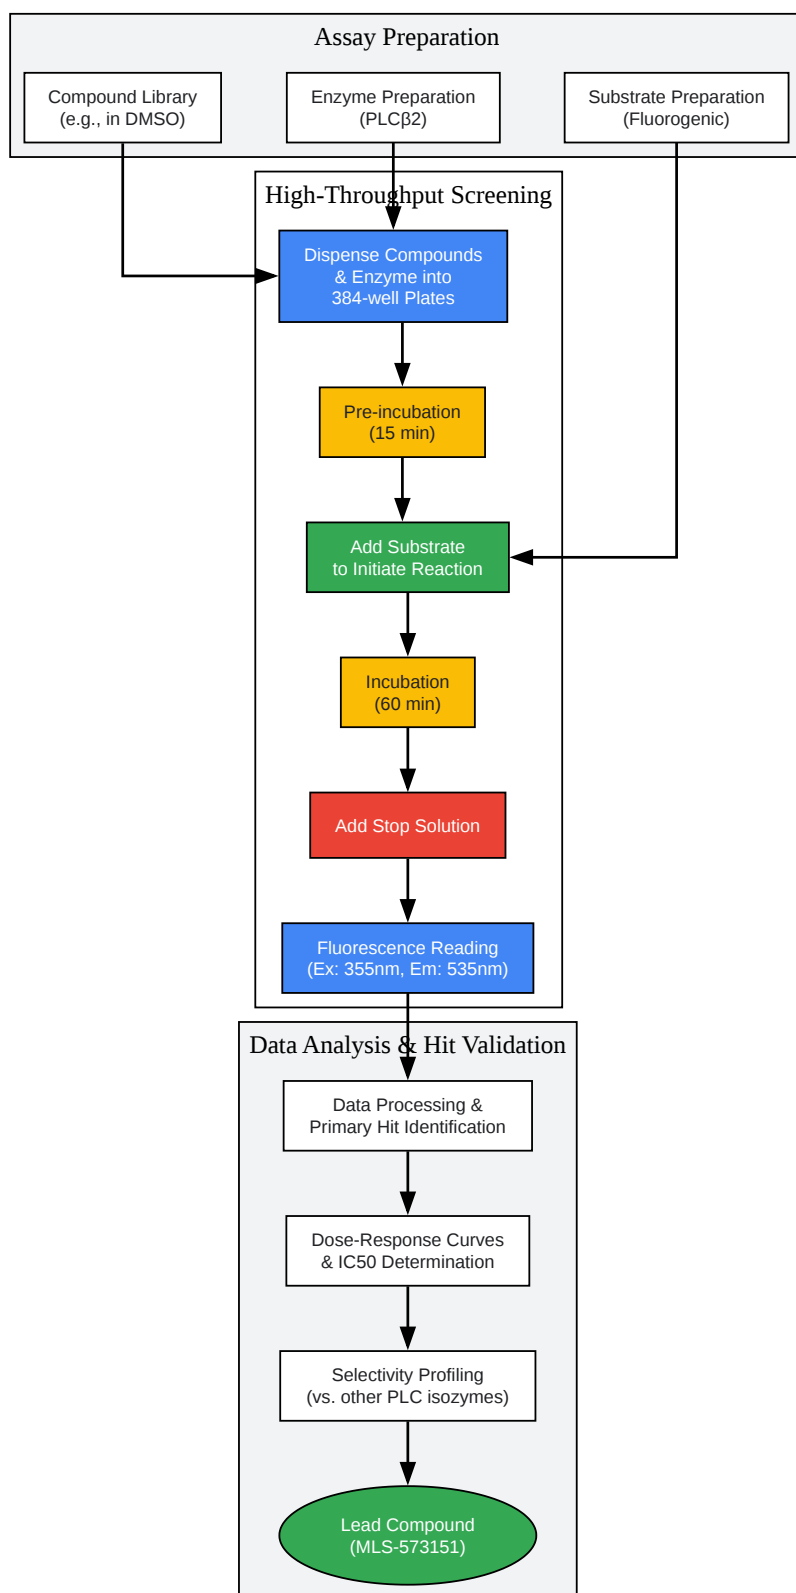 Assay Preparation
Compound Library
(e.g., in DMSO)
Enzyme Preparation
(PLCβ2)
Substrate Preparation
(Fluorogenic)
High-Throughput Screening
Dispense Compounds
& Enzyme into
384-well Plates
Pre-incubation
(15 min)
Add Substrate
to Initiate Reaction
Incubation
(60 min)
Add Stop Solution
Fluorescence Reading
(Ex: 355nm, Em: 535nm)
Data Analysis & Hit Validation
Data Processing &
Primary Hit Identification
Dose-Response Curves
& IC50 Determination
Selectivity Profiling
(vs. other PLC isozymes)
Lead Compound
(MLS-573151)